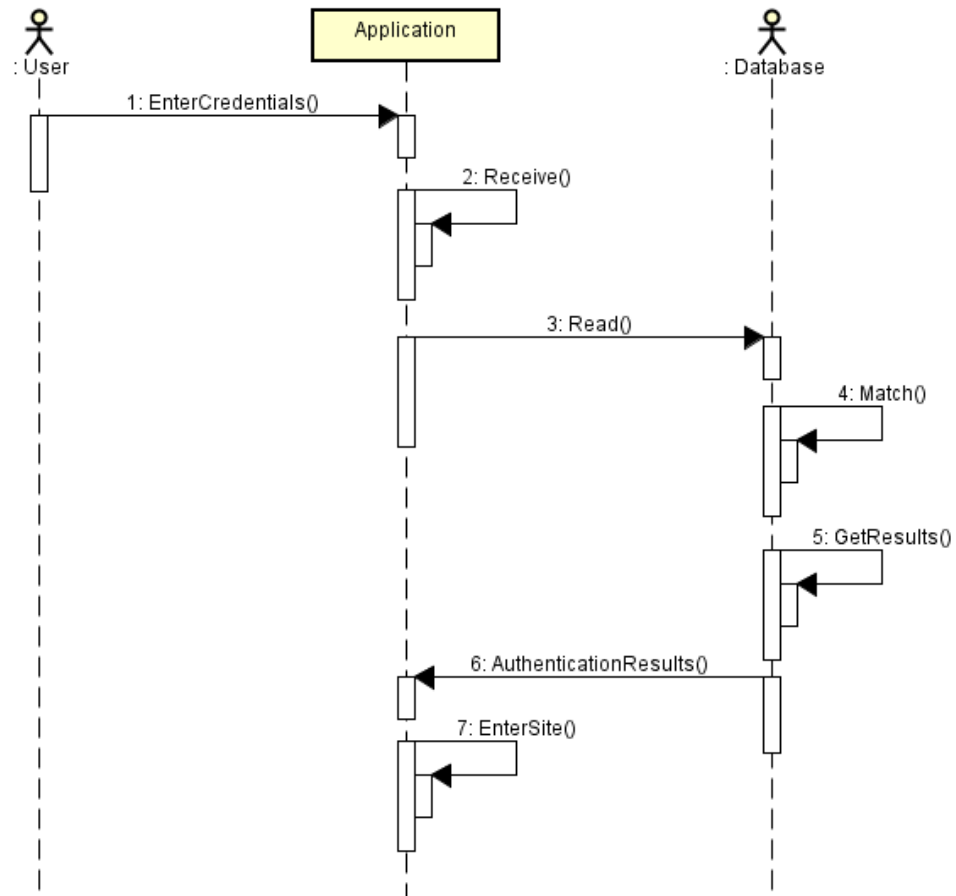 Application
: User
: Database
1: EnterCredentials()
2: Receive()
3: Read()
4: Match()
5: GetResults()
6: AuthenticationResults()
7: EnterSite()